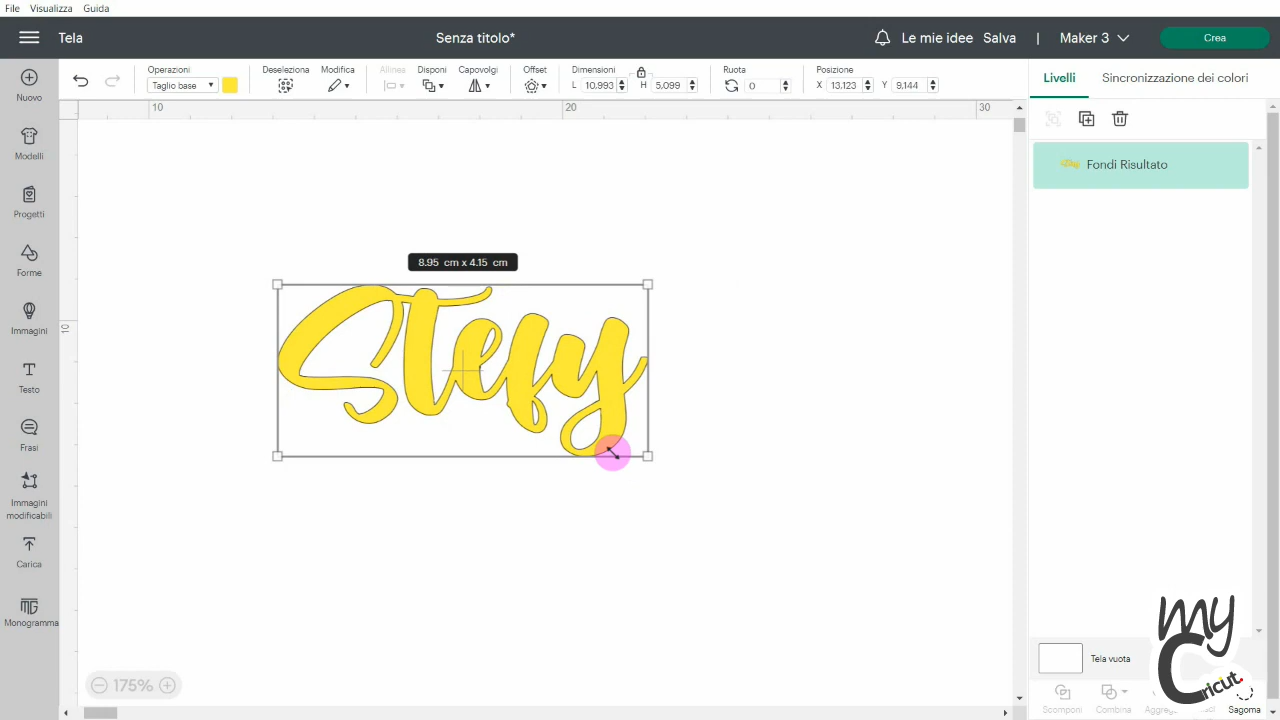 File Visualizza Guida
Tela Senza titolo* Le mie idee Salva | Maker 3 Crea
Operazioni Deseleziona Modifica Allinea Disponi Capovolgi Offset Dimensioni Ruota Posizione
Taglio base L 10,993 H 5,099 0 X 13,123 Y 9,144
Livelli Sincronizzazione dei colori
10 20 30
Nuovo
Modelli
Fondi Risultato
Progetti
Forme
8.95 cm x 4.15 cm
Immagini
10
Stefy
Testo
Frasi
Immagini
modificabili
Carica
Monogramma
my
Cricut.
Tela vuota
175%
Scomponi Combina Sagoma